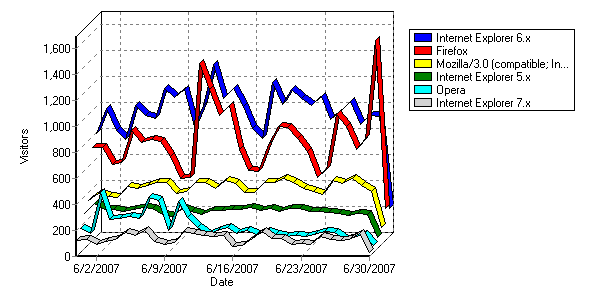 1,600
1,400
1,200
1,000
800
600
400
200
0
Visitors
6/2/2007 6/9/2007 6/16/2007 6/23/2007 6/30/2007
Date
Internet Explorer 6.x
Firefox
Mozilla/3.0 (compatible; In...
Internet Explorer 5.x
Opera
Internet Explorer 7.x